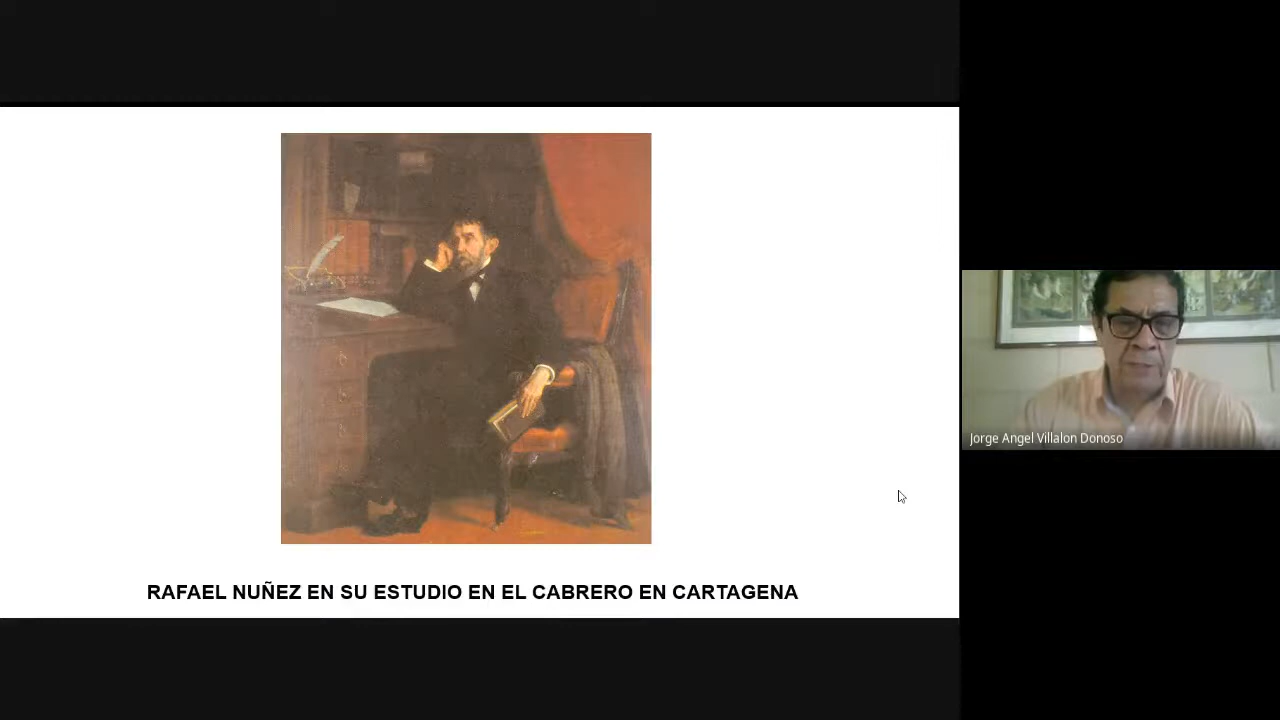 RAFAEL NUÑEZ EN SU ESTUDIO EN EL CABRERO EN CARTAGENA
Jorge Angel Villalon Donoso